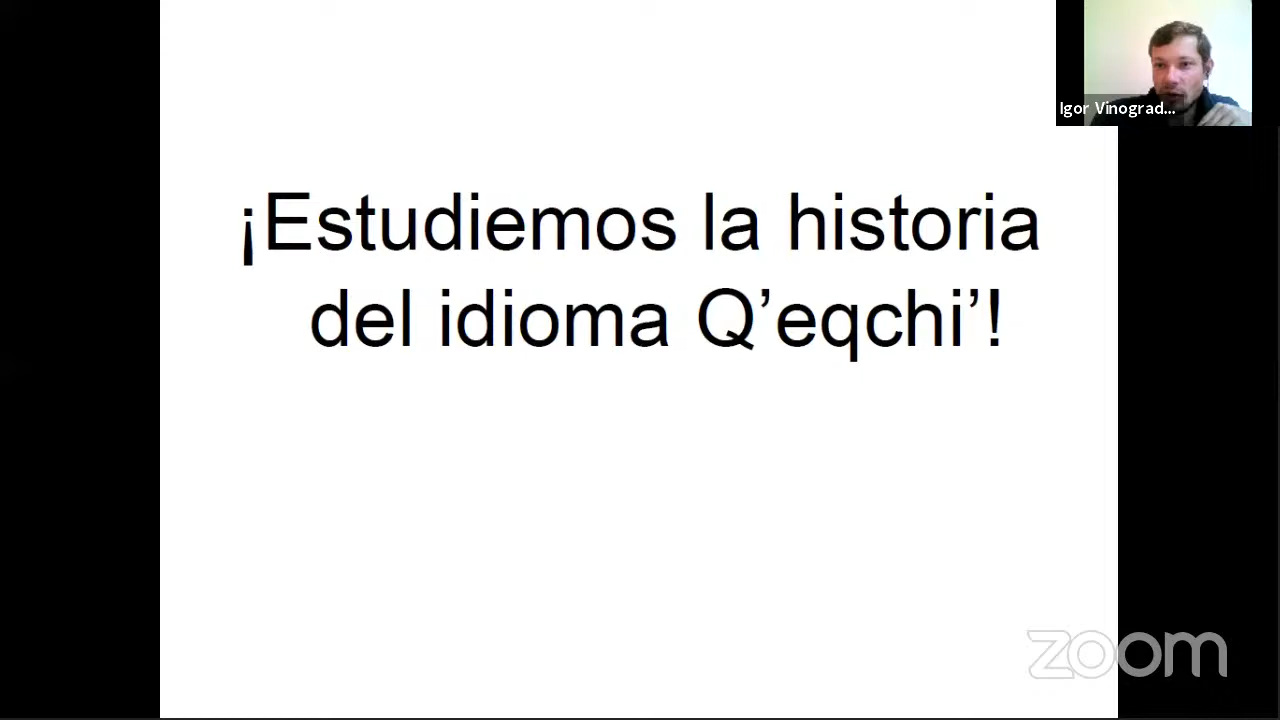 Igor Vinograd...
¡Estudiemos la historia
del idioma Q’eqchi’!
zoom